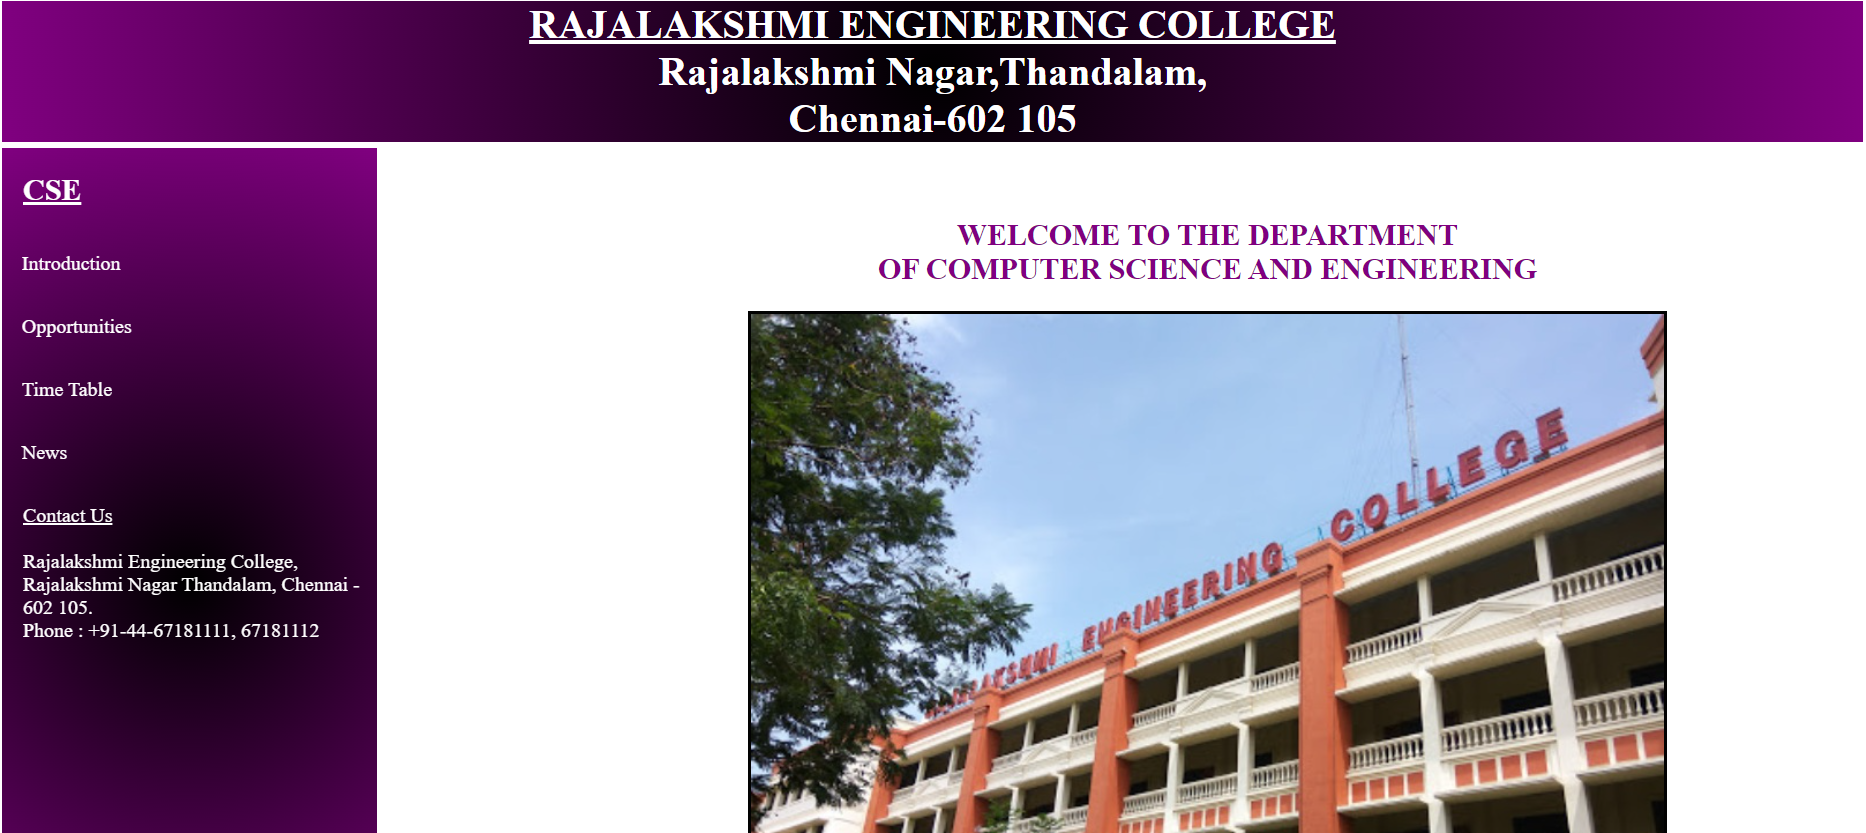 RAJALAKSHMI ENGINEERING COLLEGE
Rajalakshmi Nagar,Thandalam,
Chennai-602 105
CSE
Introduction
Opportunities
Time Table
News
Contact Us
Rajalakshmi Engineering College,
Rajalakshmi Nagar Thandalam, Chennai -
602 105.
Phone : +91-44-67181111, 67181112
WELCOME TO THE DEPARTMENT
OF COMPUTER SCIENCE AND ENGINEERING
RAJALAKSHMI ENGINEERING COLLEGE